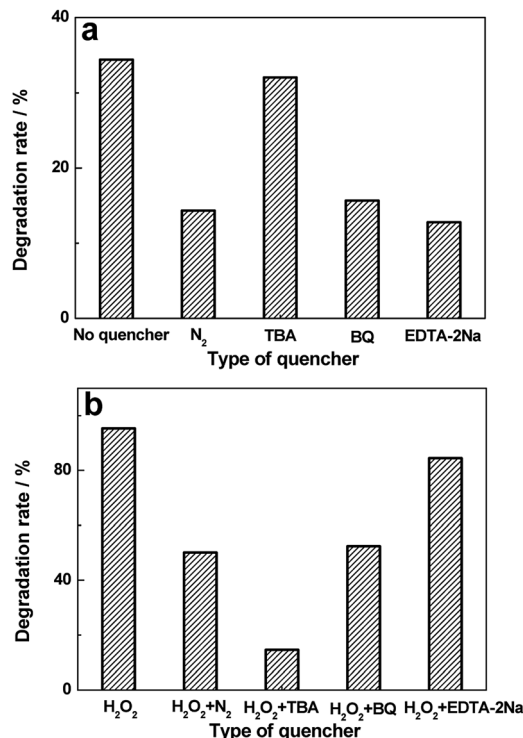 a
Degradation rate / %
40
20
0
No quencher N₂ TBA BQ EDTA-2Na
Type of quencher
b
Degradation rate / %
80
40
0
H₂O₂ H₂O₂+N₂ H₂O₂+TBA H₂O₂+BQ H₂O₂+EDTA-2Na
Type of quencher